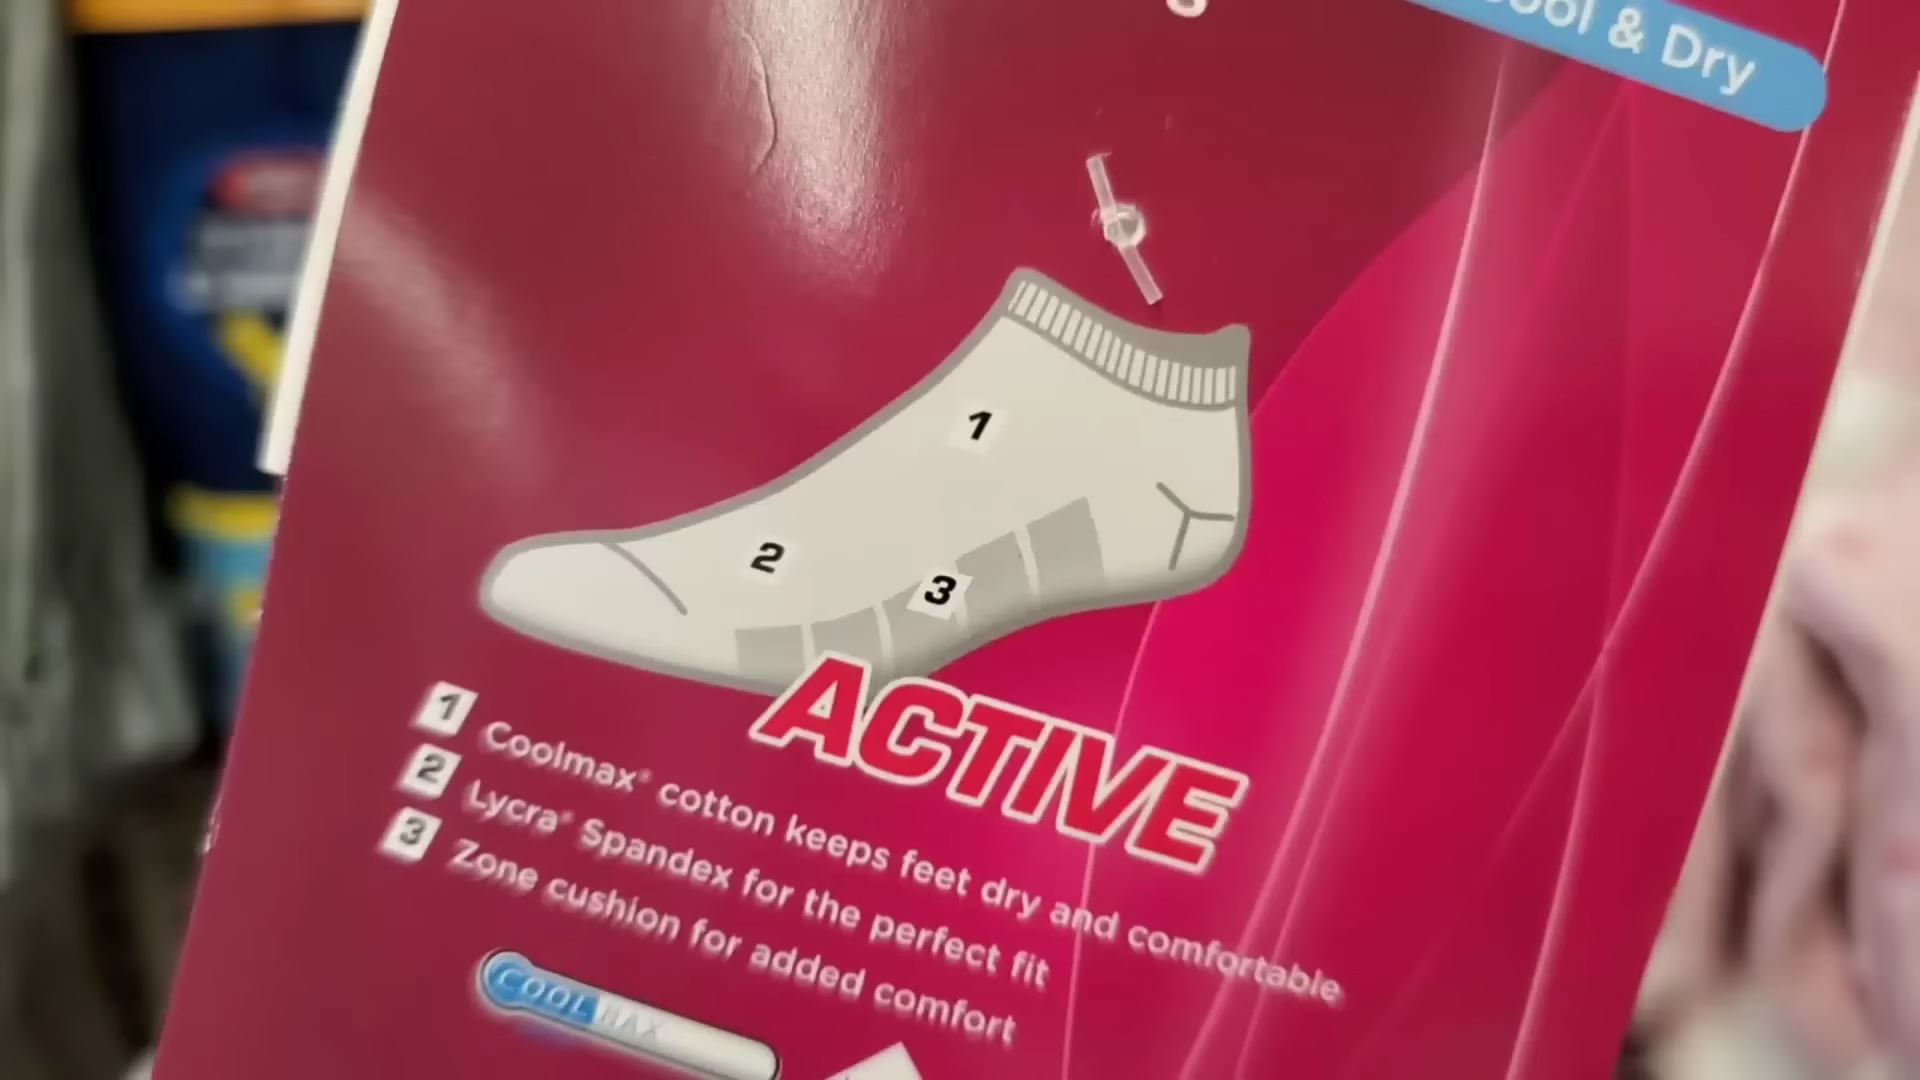 & Dry
1
2
3
ACTIVE
1 Coolmax® cotton keeps feet dry and comfortable
2 Lycra® Spandex for the perfect fit
3 Zone cushion for added comfort
COOLMAX